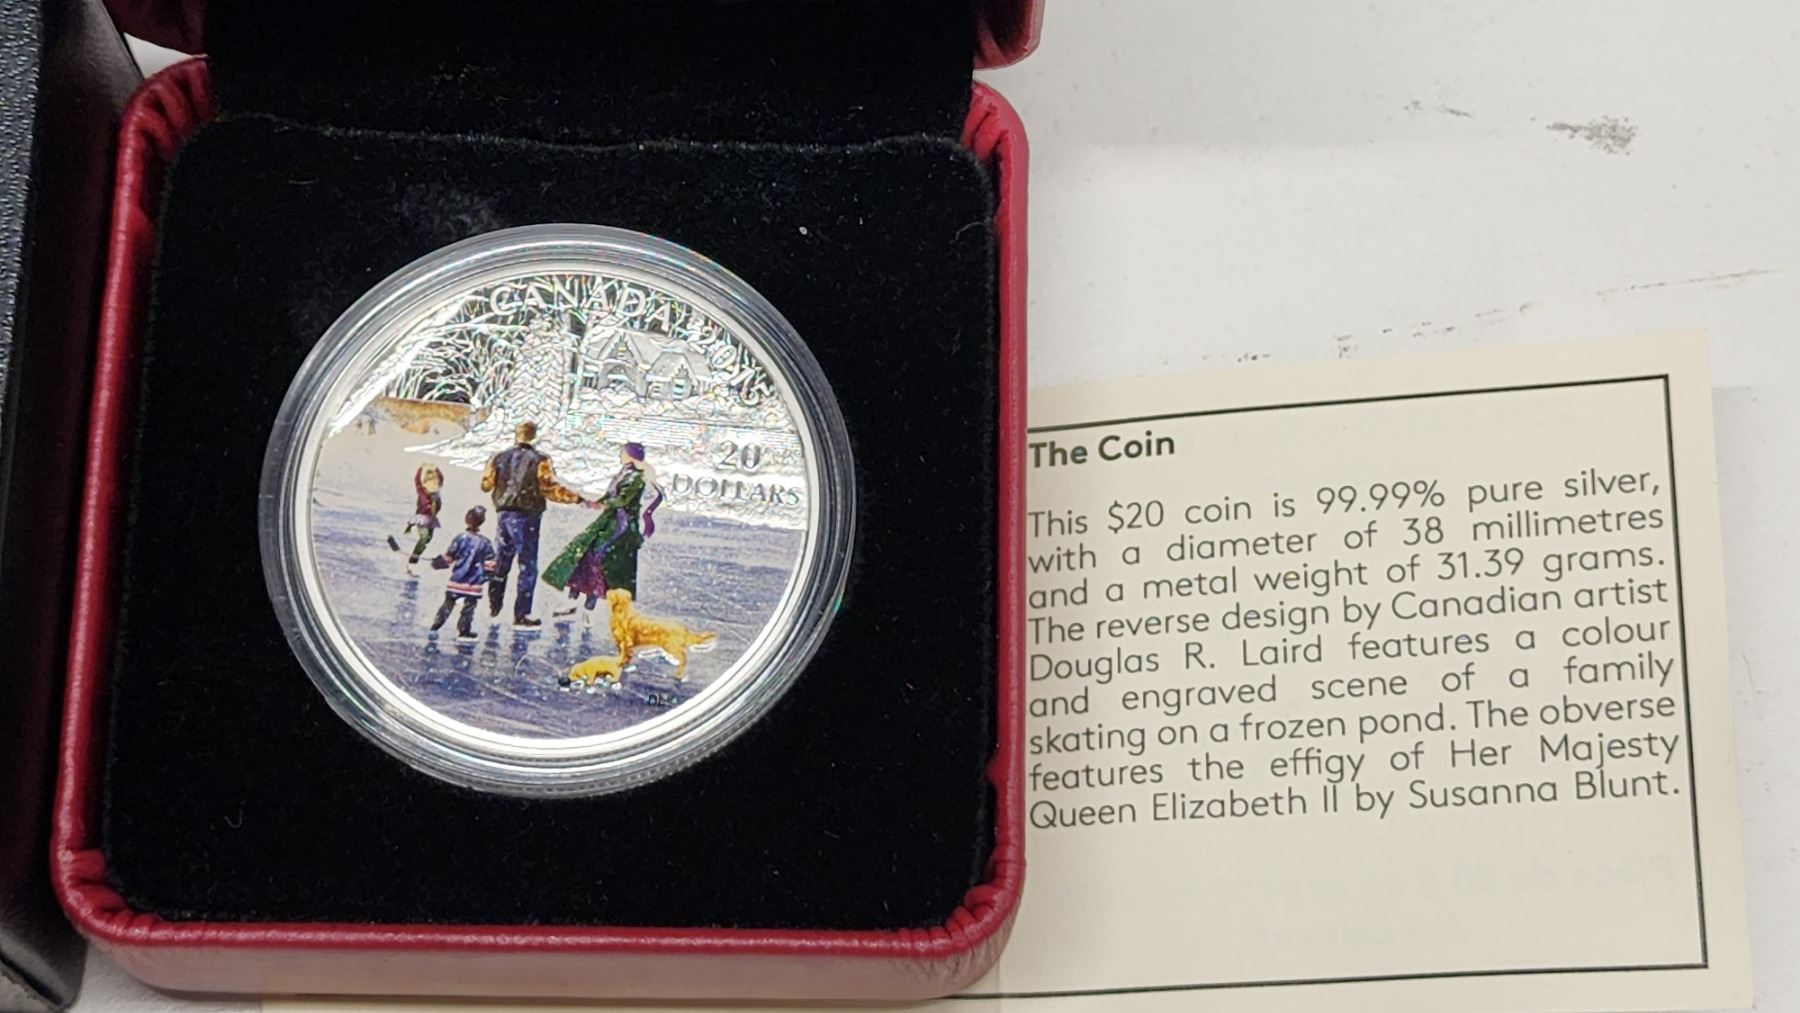 CANADA 2015
20
DOLLARS
DL
The Coin
This $20 coin is 99.99% pure silver,
with a diameter of 38 millimetres
and a metal weight of 31.39 grams.
The reverse design by Canadian artist
Douglas R. Laird features a colour
and engraved scene of a family
skating on a frozen pond. The obverse
features the effigy of Her Majesty
Queen Elizabeth II by Susanna Blunt.